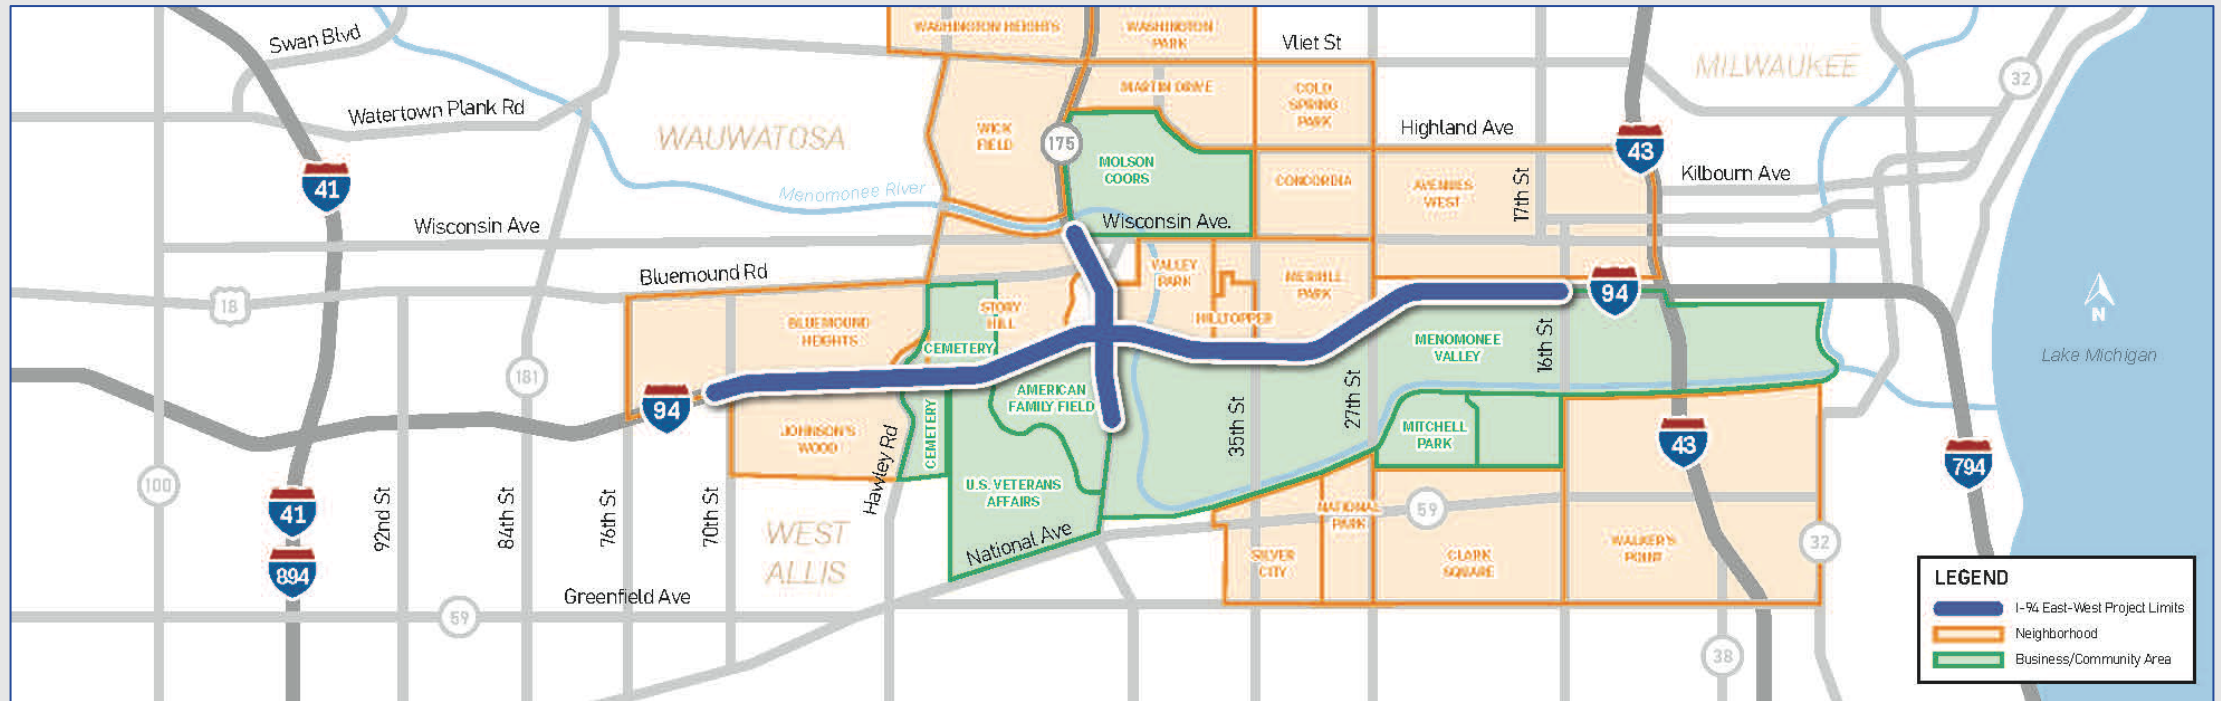 Swan Blvd
WASHINGTON HEIGHTS
WASHINGTON
PARK
Vliet St
MILWAUKEE
32
Watertown Plank Rd
WAUWATOSA
MARTIN DRIVE
COLD
SPRING
PARK
WICK
FIELD
175
Highland Ave
43
MOLSON
COORS
Kilbourn Ave
41
Menomonee River
CONCORDIA
AVENUES
WEST
17th St
Wisconsin Ave
Wisconsin Ave.
Bluemound Rd
VALLEY
PARK
MERRILL
PARK
94
18
STORY
HILL
BLUEMOUND
HEIGHTS
HILLTOPPER
CEMETERY
MENOMONEE
VALLEY
16th St
Lake Michigan
N
181
94
AMERICAN
FAMILY FIELD
27th St
35th St
JOHNSON'S
WOOD
CEMETERY
MITCHELL
PARK
43
794
Hawley Rd
100
41
92nd St
84th St
76th St
70th St
U.S. VETERANS
AFFAIRS
NATIONAL
PARK
59
WEST
ALLIS
National Ave
32
894
SILVER
CITY
CLARK
SQUARE
WALKER'S
POINT
Greenfield Ave
59
38
LEGEND
I-94 East-West Project Limits
Neighborhood
Business/Community Area